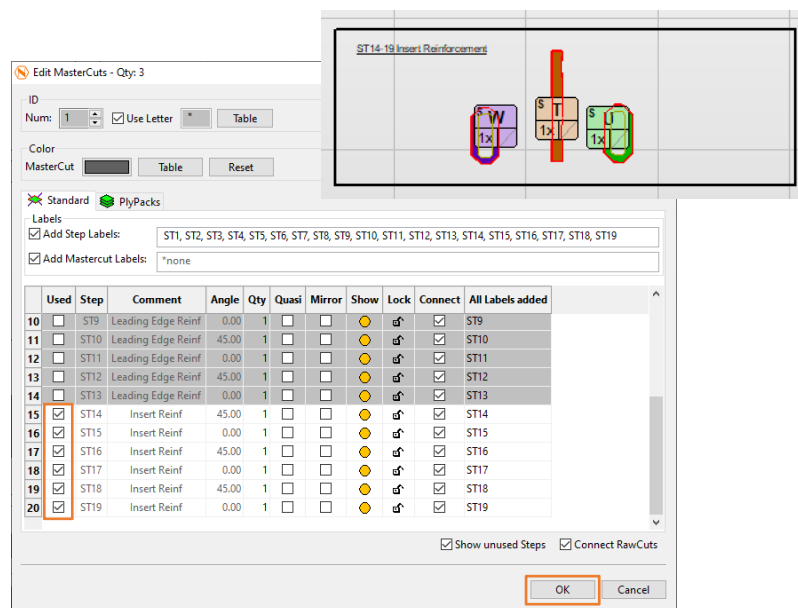 ST14-19 Insert Reinforcement
S W
1x
S T
1x
S U
1x
Edit MasterCuts - Qty: 3
ID
Num: 1 Use Letter * Table
Color
MasterCut Table Reset
Standard PlyPacks
Labels
Add Step Labels: ST1, ST2, ST3, ST4, ST5, ST6, ST7, ST8, ST9, ST10, ST11, ST12, ST13, ST14, ST15, ST16, ST17, ST18, ST19
Add Mastercut Labels: *none
Used Step Comment Angle Qty Quasi Mirror Show Lock Connect All Labels added
10 ST9 Leading Edge Reinf 0.00 1 ST9
11 ST10 Leading Edge Reinf 45.00 1 ST10
12 ST11 Leading Edge Reinf 0.00 1 ST11
13 ST12 Leading Edge Reinf 45.00 1 ST12
14 ST13 Leading Edge Reinf 0.00 1 ST13
15 ST14 Insert Reinf 45.00 1 ST14
16 ST15 Insert Reinf 0.00 1 ST15
17 ST16 Insert Reinf 45.00 1 ST16
18 ST17 Insert Reinf 0.00 1 ST17
19 ST18 Insert Reinf 45.00 1 ST18
20 ST19 Insert Reinf 0.00 1 ST19
Show unused Steps Connect RawCuts
OK Cancel